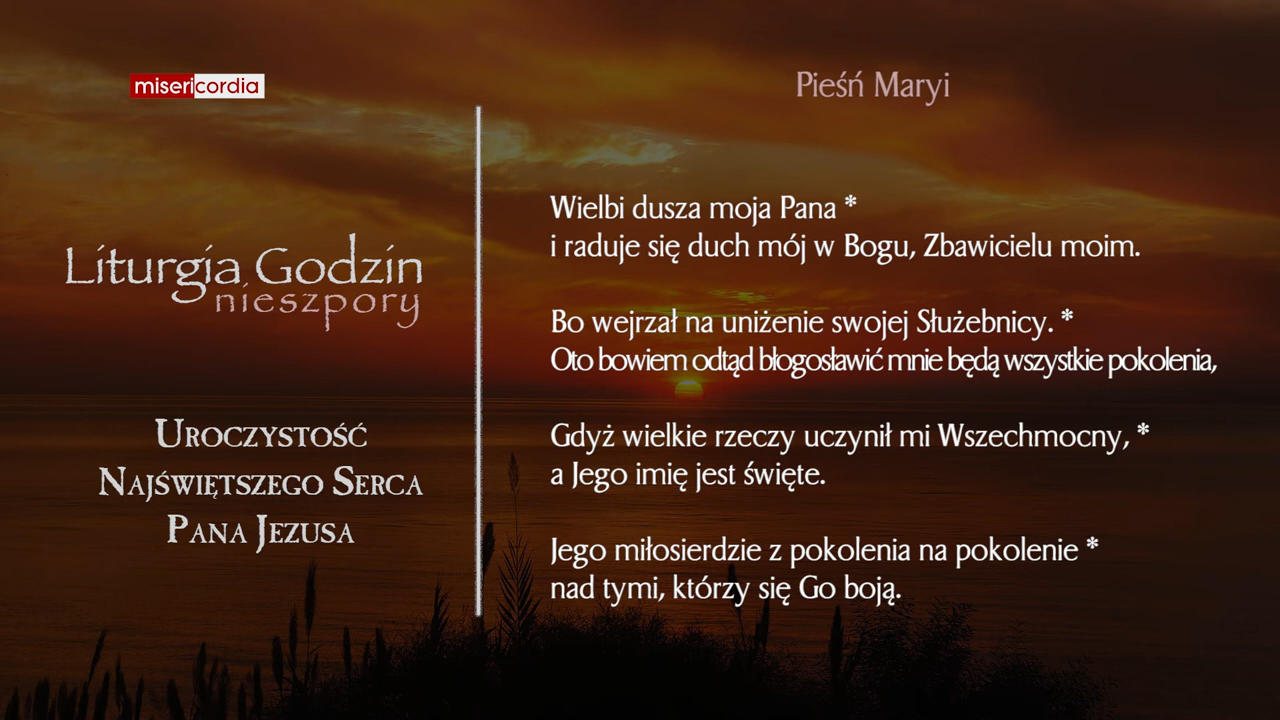 misericordia
Liturgia Godzin
nieszpory
Uroczystość
Najświętszego Serca
Pana Jezusa
Pieśń Maryi
Wielbi dusza moja Pana *
i raduje się duch mój w Bogu, Zbawicielu moim.
Bo wejrzał na uniżenie swojej Służebnicy. *
Oto bowiem odtąd błogosławić mnie będą wszystkie pokolenia,
Gdyż wielkie rzeczy uczynił mi Wszechmocny, *
a Jego imię jest święte.
Jego miłosierdzie z pokolenia na pokolenie *
nad tymi, którzy się Go boją.